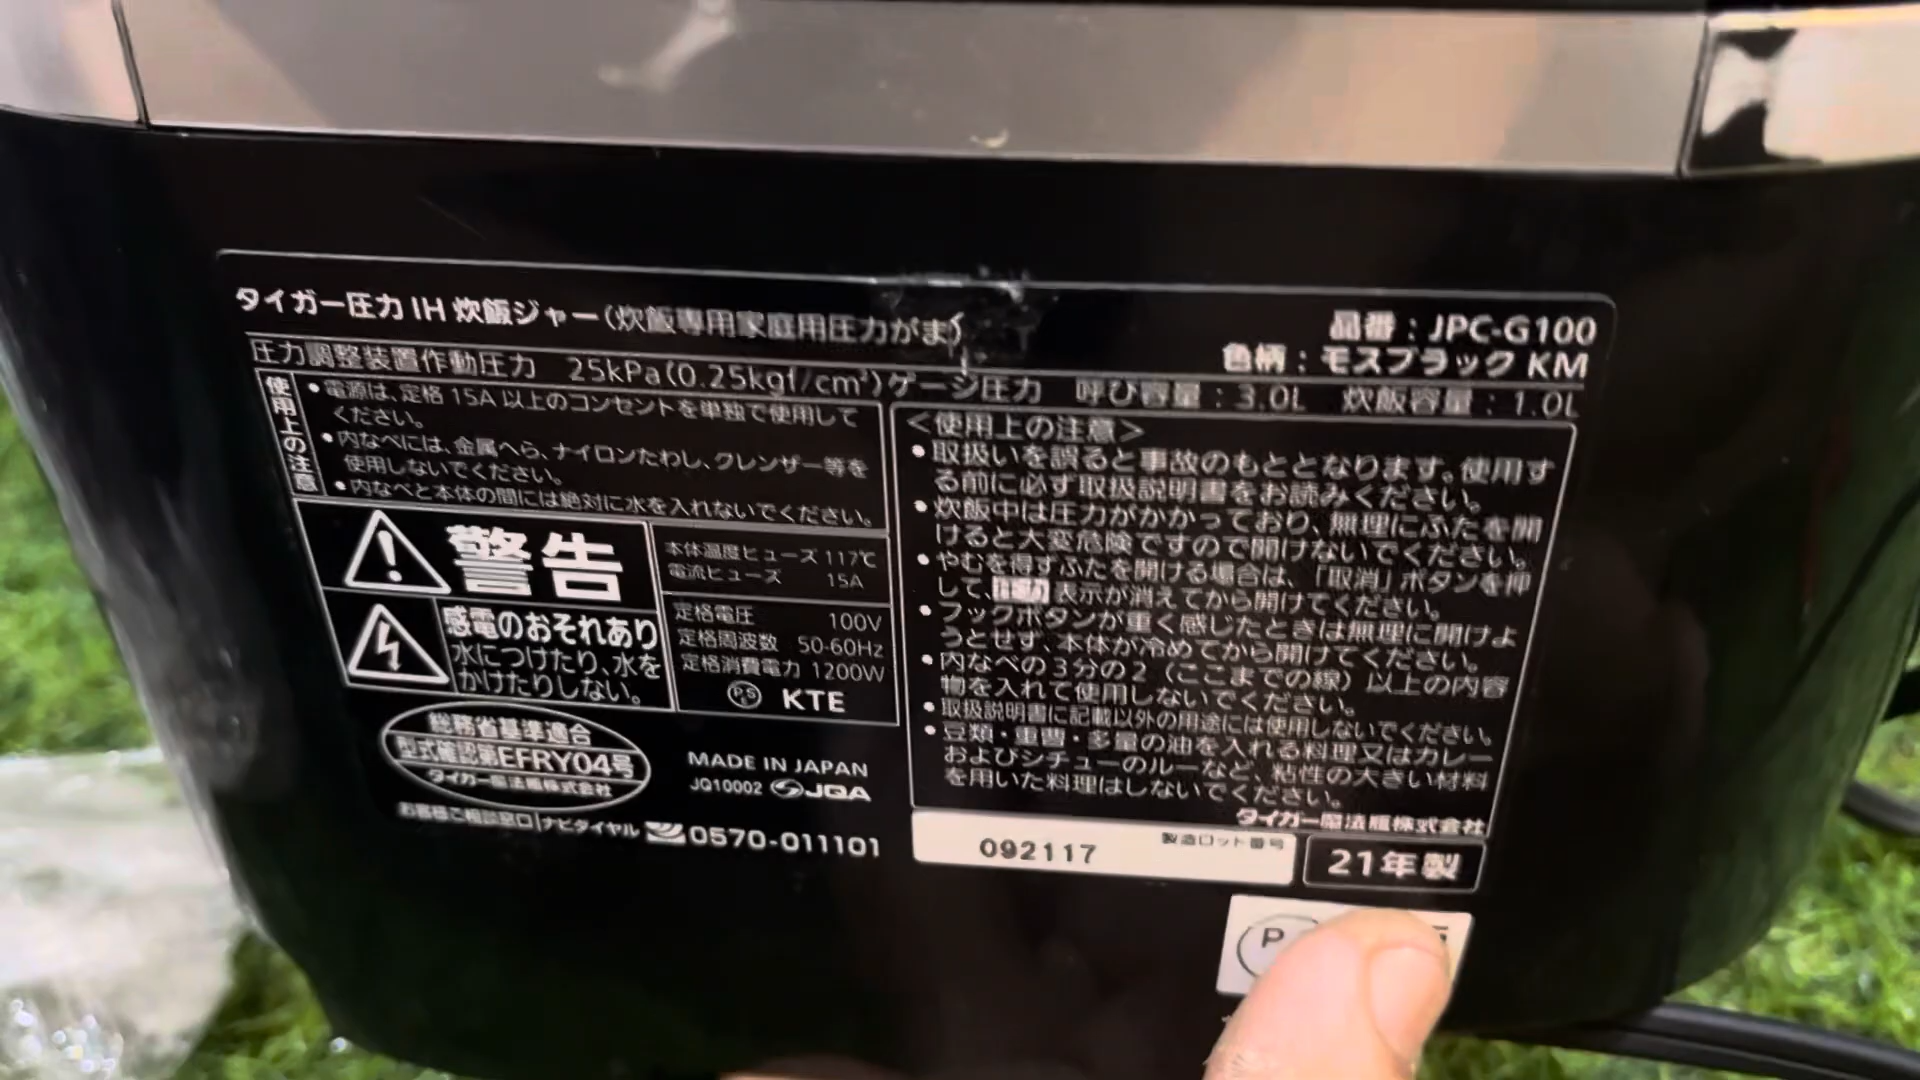 タイガー圧力IH炊飯ジャー(炊飯専用家庭用圧力がま)
品番：JPC-G100
色柄：モスブラック KM
圧力調整装置作動圧力 25kPa(0.25kgf/cm²)ゲージ圧力 呼び容量：3.0L 炊飯容量：1.0L
使用上の注意
•電源は、定格15A以上のコンセントを単独で使用して
ください。
•内なべには、金属へら、ナイロンたわし、クレンザー等を
使用しないでください。
•内なべと本体の間には絶対に水を入れないでください。
警告
感電のおそれあり
水につけたり、水を
かけたりしない。
本体温度ヒューズ 117℃
電流ヒューズ 15A
定格電圧 100V
定格周波数 50-60Hz
定格消費電力 1200W
PSE KTE
総務省基準適合
型式確認第EFRY04号
タイガー魔法瓶株式会社
MADE IN JAPAN
JQ10002 JQA
お客様ご相談窓口 ナビダイヤル 0570-011101
＜使用上の注意＞
•取扱いを誤ると事故のもととなります。使用す
る前に必ず取扱説明書をお読みください。
•炊飯中は圧力がかかっており、無理にふたを開
けると大変危険ですので開けないでください。
•やむを得ずふたを開ける場合は、「取消」ボタンを押
して、表示が消えてから開けてください。
•フックボタンが重く感じたときは無理に開けよ
うとせず、本体が冷めてから開けてください。
•内なべの3分の2（ここまでの線）以上の内容
物を入れて使用しないでください。
•取扱説明書に記載以外の用途には使用しないでください。
•豆類・重曹・多量の油を入れる料理又はカレー
およびシチューのルーなど、粘性の大きい材料
を用いた料理はしないでください。
タイガー魔法瓶株式会社
092117 製造ロット番号
21年製
P